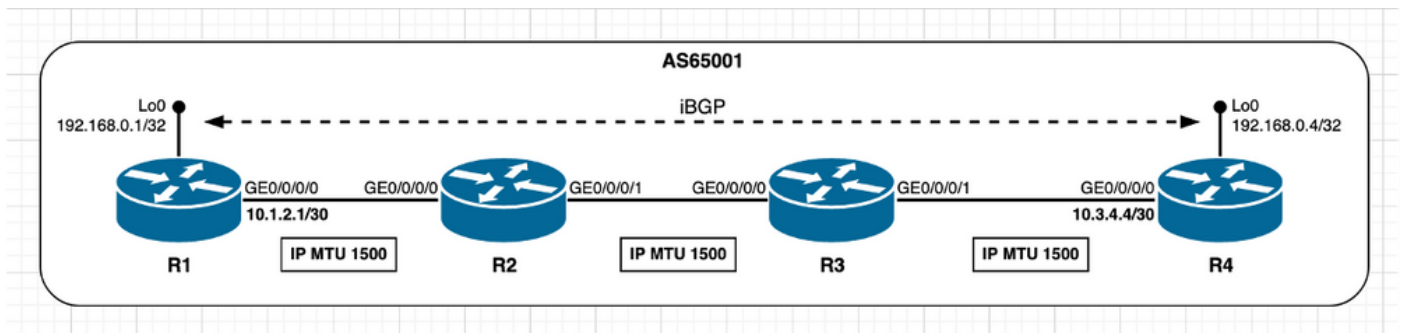 AS65001
Lo0
192.168.0.1/32
iBGP
Lo0
192.168.0.4/32
GE0/0/0/0
GE0/0/0/0
GE0/0/0/1
GE0/0/0/0
GE0/0/0/1
GE0/0/0/0
10.1.2.1/30
10.3.4.4/30
IP MTU 1500
IP MTU 1500
IP MTU 1500
R1
R2
R3
R4